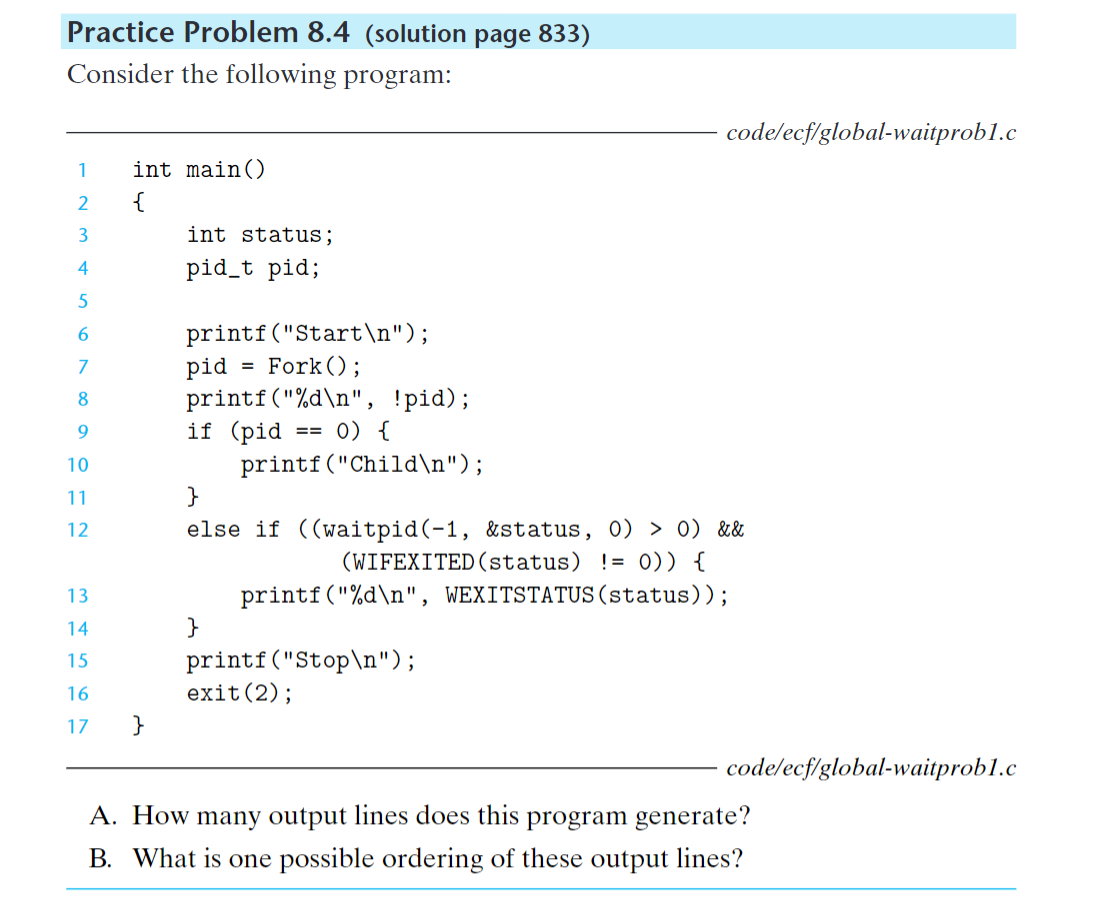 Practice Problem 8.4 (solution page 833)
Consider the following program:
code/ecf/global-waitprob1.c
1 int main()
2 {
3 int status;
4 pid_t pid;
5
6 printf("Start\n");
7 pid = Fork();
8 printf("%d\n", !pid);
9 if (pid == 0) {
10 printf("Child\n");
11 }
12 else if ((waitpid(-1, &status, 0) > 0) &&
(WIFEXITED(status) != 0)) {
13 printf("%d\n", WEXITSTATUS(status));
14 }
15 printf("Stop\n");
16 exit(2);
17 }
code/ecf/global-waitprob1.c
A. How many output lines does this program generate?
B. What is one possible ordering of these output lines?